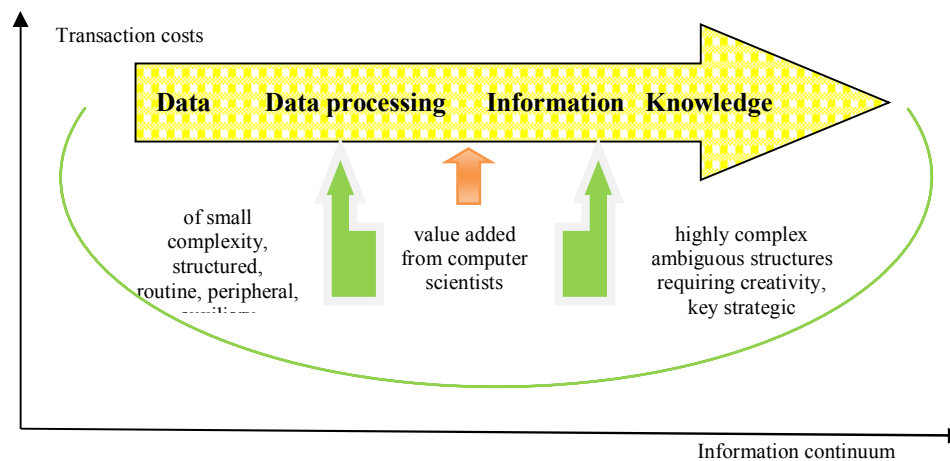 Transaction costs
Data Data processing Information Knowledge
of small
complexity,
structured,
routine, peripheral,
value added
from computer
scientists
highly complex
ambiguous structures
requiring creativity,
key strategic
Information continuum